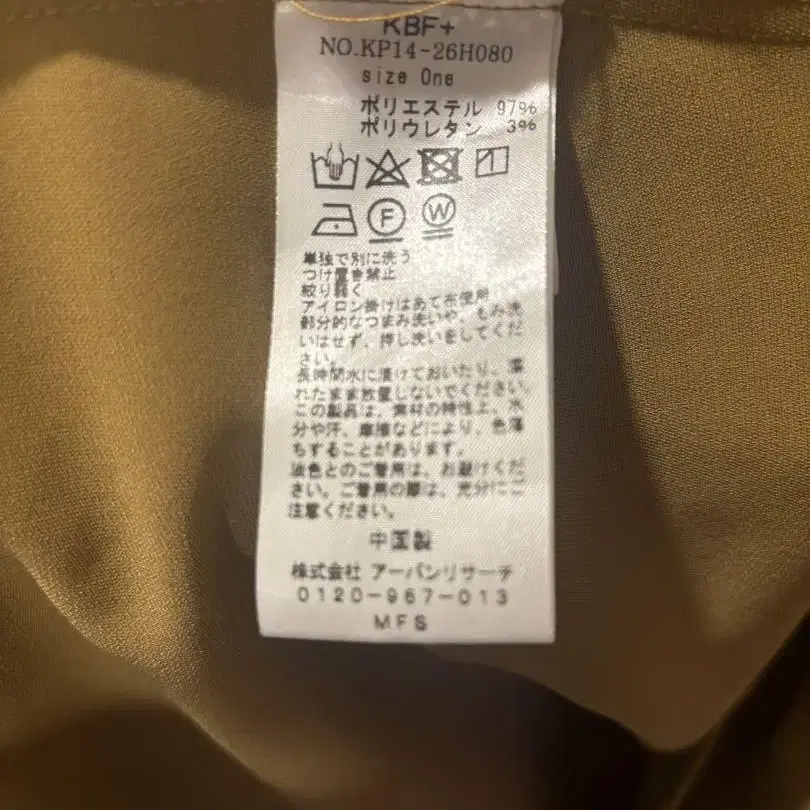 KBF+
NO.KP14-26H080
size One
ポリエステル 97%
ポリウレタン 3%
F
W
単独で別に洗う
つけ置き禁止
絞り弱く
アイロン掛けはあて布使用
部分的なつまみ洗いや、もみ洗
いはせず、押し洗いをしてくだ
さい。
長時間水に漬けておいたり、濡
れたまま放置しないでください。
この製品は、素材の特性上、水
分や汗、摩擦などにより、色落
ちすることがあります。
淡色とのご着用は、お避けくだ
さい。ご着用の際は、充分にご
注意ください。
中国製
株式会社 アーバンリサーチ
0120-967-013
MFS